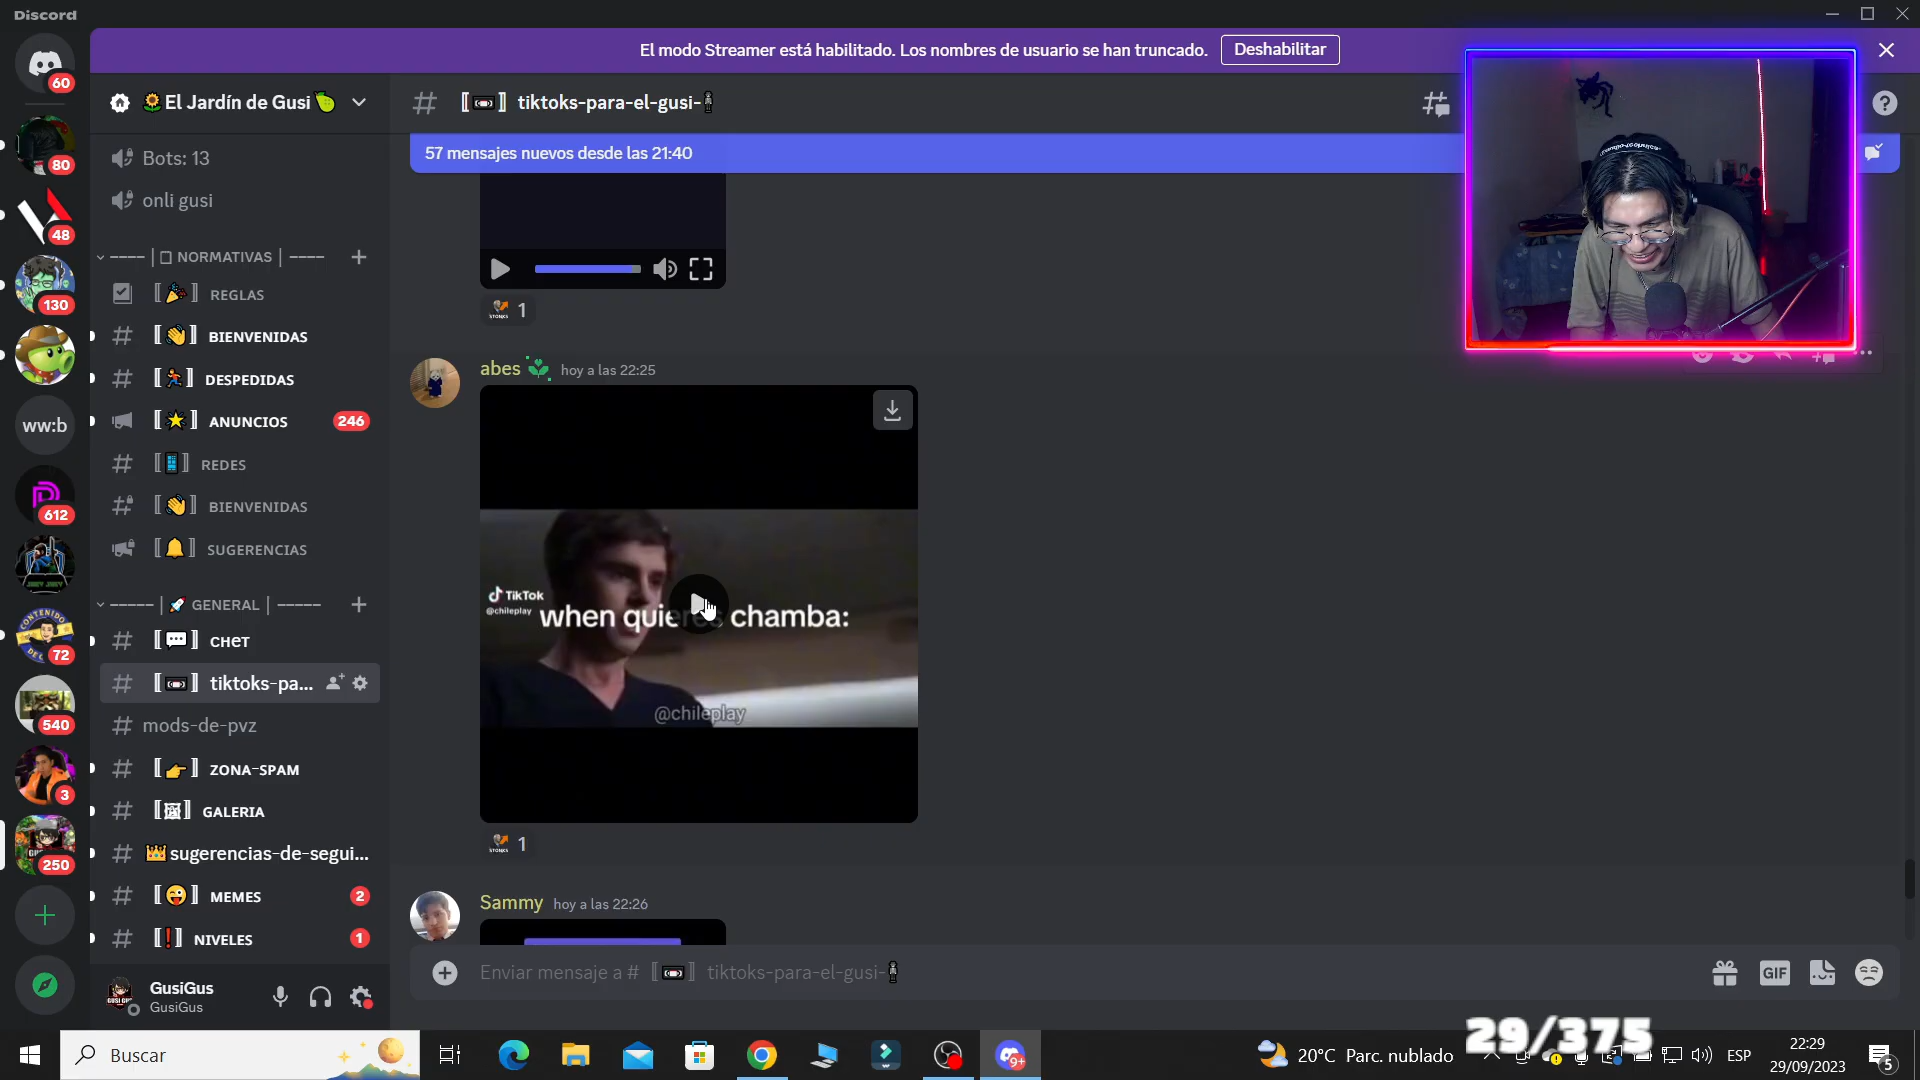 Discord
El modo Streamer está habilitado. Los nombres de usuario se han truncado.
Deshabilitar
60
El Jardín de Gusi
tiktoks-para-el-gusi-
57 mensajes nuevos desde las 21:40
80
Bots: 13
onli gusi
48
NORMATIVAS
130
REGLAS
1
BIENVENIDAS
DESPEDIDAS
abes
hoy a las 22:25
ww:b
ANUNCIOS
246
REDES
612
BIENVENIDAS
SUGERENCIAS
GENERAL
TikTok
@chileplay
when quieres chamba:
@chileplay
72
CHET
tiktoks-pa...
540
mods-de-pvz
3
ZONA-SPAM
GALERIA
250
sugerencias-de-segui...
1
MEMES
2
Sammy
hoy a las 22:26
NIVELES
1
Enviar mensaje a #
tiktoks-para-el-gusi-
GIF
GusiGus
GusiGus
29/375
Buscar
9+
20°C Parc. nublado
ESP
22:29
29/09/2023
5